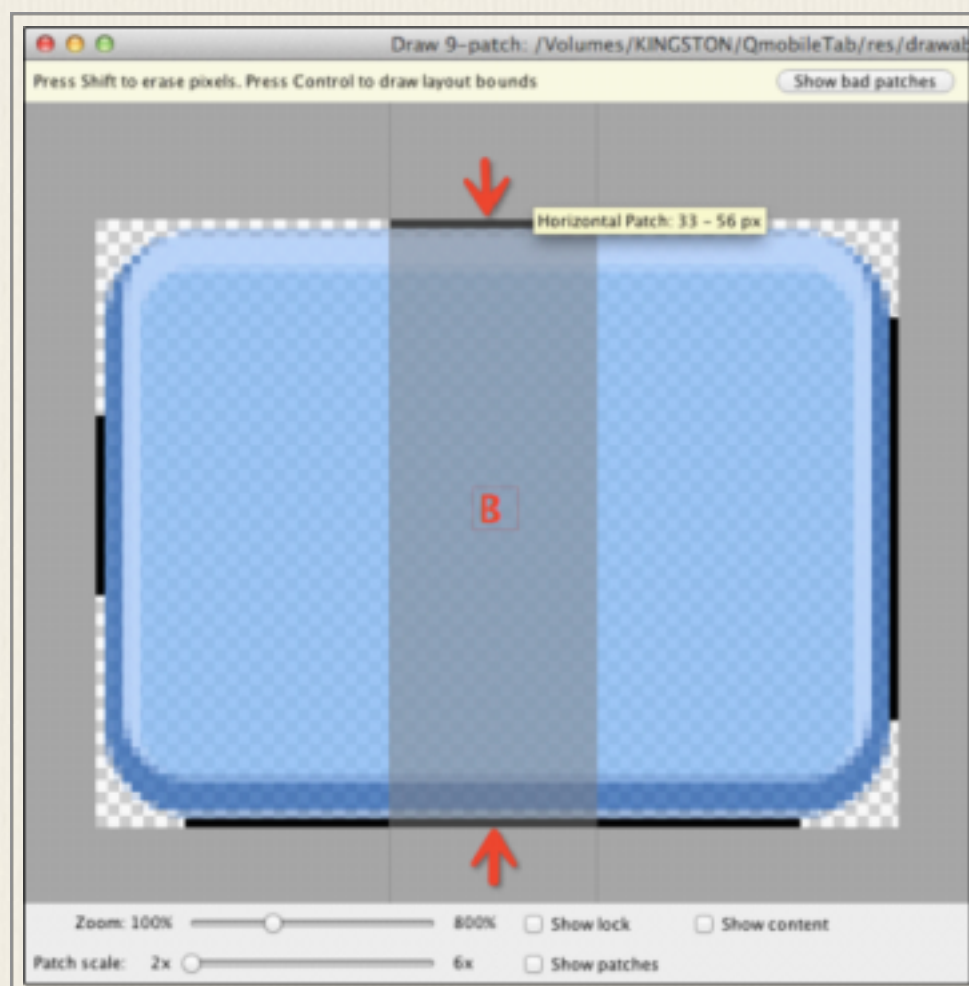 Draw 9-patch: /Volumes/KINGSTON/QmobileTab/res/drawab
Press Shift to erase pixels. Press Control to draw layout bounds
Show bad patches
Horizontal Patch: 33 - 56 px
B
Zoom: 100% 800% Show lock Show content
Patch scale: 2x 6x Show patches